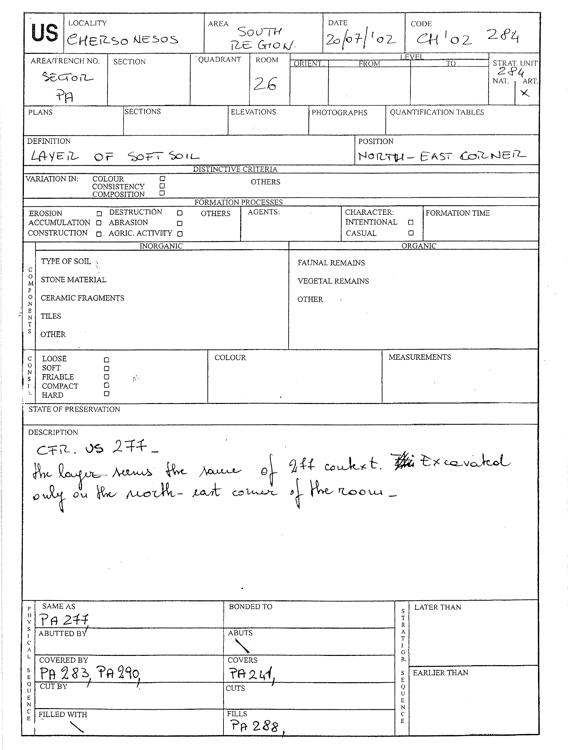 US
LOCALITY
CHERSONESOS
AREA
SOUTH
REGION
DATE
20/07/'02
CODE
CH'02 284
AREA/TRENCH NO.
SECTOR
PA
SECTION
QUADRANT
ROOM
26
LEVEL
ORIENT. FROM TO
STRAT. UNIT
284
NAT. ART.
X
PLANS
SECTIONS
ELEVATIONS
PHOTOGRAPHS
QUANTIFICATION TABLES
DEFINITION
LAYER OF SOFT SOIL
POSITION
NORTH-EAST CORNER
DISTINCTIVE CRITERIA
VARIATION IN: COLOUR
CONSISTENCY
COMPOSITION
OTHERS
FORMATION PROCESSES
EROSION DESTRUCTION OTHERS
ACCUMULATION ABRASION
CONSTRUCTION AGRIC. ACTIVITY
AGENTS:
CHARACTER:
INTENTIONAL
CASUAL
FORMATION TIME
COMPONENTS
INORGANIC
TYPE OF SOIL
STONE MATERIAL
CERAMIC FRAGMENTS
TILES
OTHER
ORGANIC
FAUNAL REMAINS
VEGETAL REMAINS
OTHER
CONSI.
LOOSE
SOFT
FRIABLE
COMPACT
HARD
COLOUR
MEASUREMENTS
STATE OF PRESERVATION
DESCRIPTION
CFR. US 277_
the layer seems the same of 277 context. Excavated
only on the north-east corner of the room_
PHYSICAL SEQUENCE
SAME AS
PA 277,
BONDED TO
ABUTTED BY
ABUTS
\
COVERED BY
PA 283, PA 290,
COVERS
PA 241,
CUT BY
CUTS
FILLED WITH
\
FILLS
PA 288,
STRATIGR. SEQUENCE
LATER THAN
EARLIER THAN